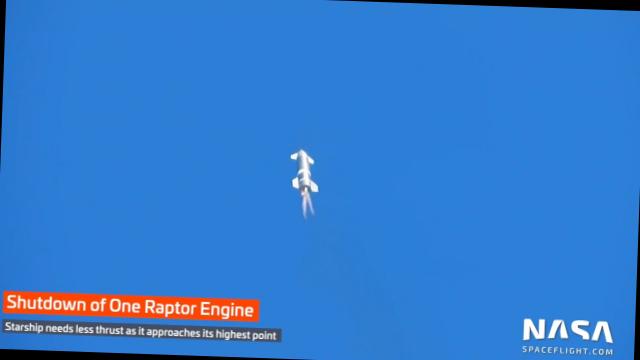 Shutdown of One Raptor Engine
Starship needs less thrust as it approaches its highest point
NASA
SPACEFLIGHT.COM